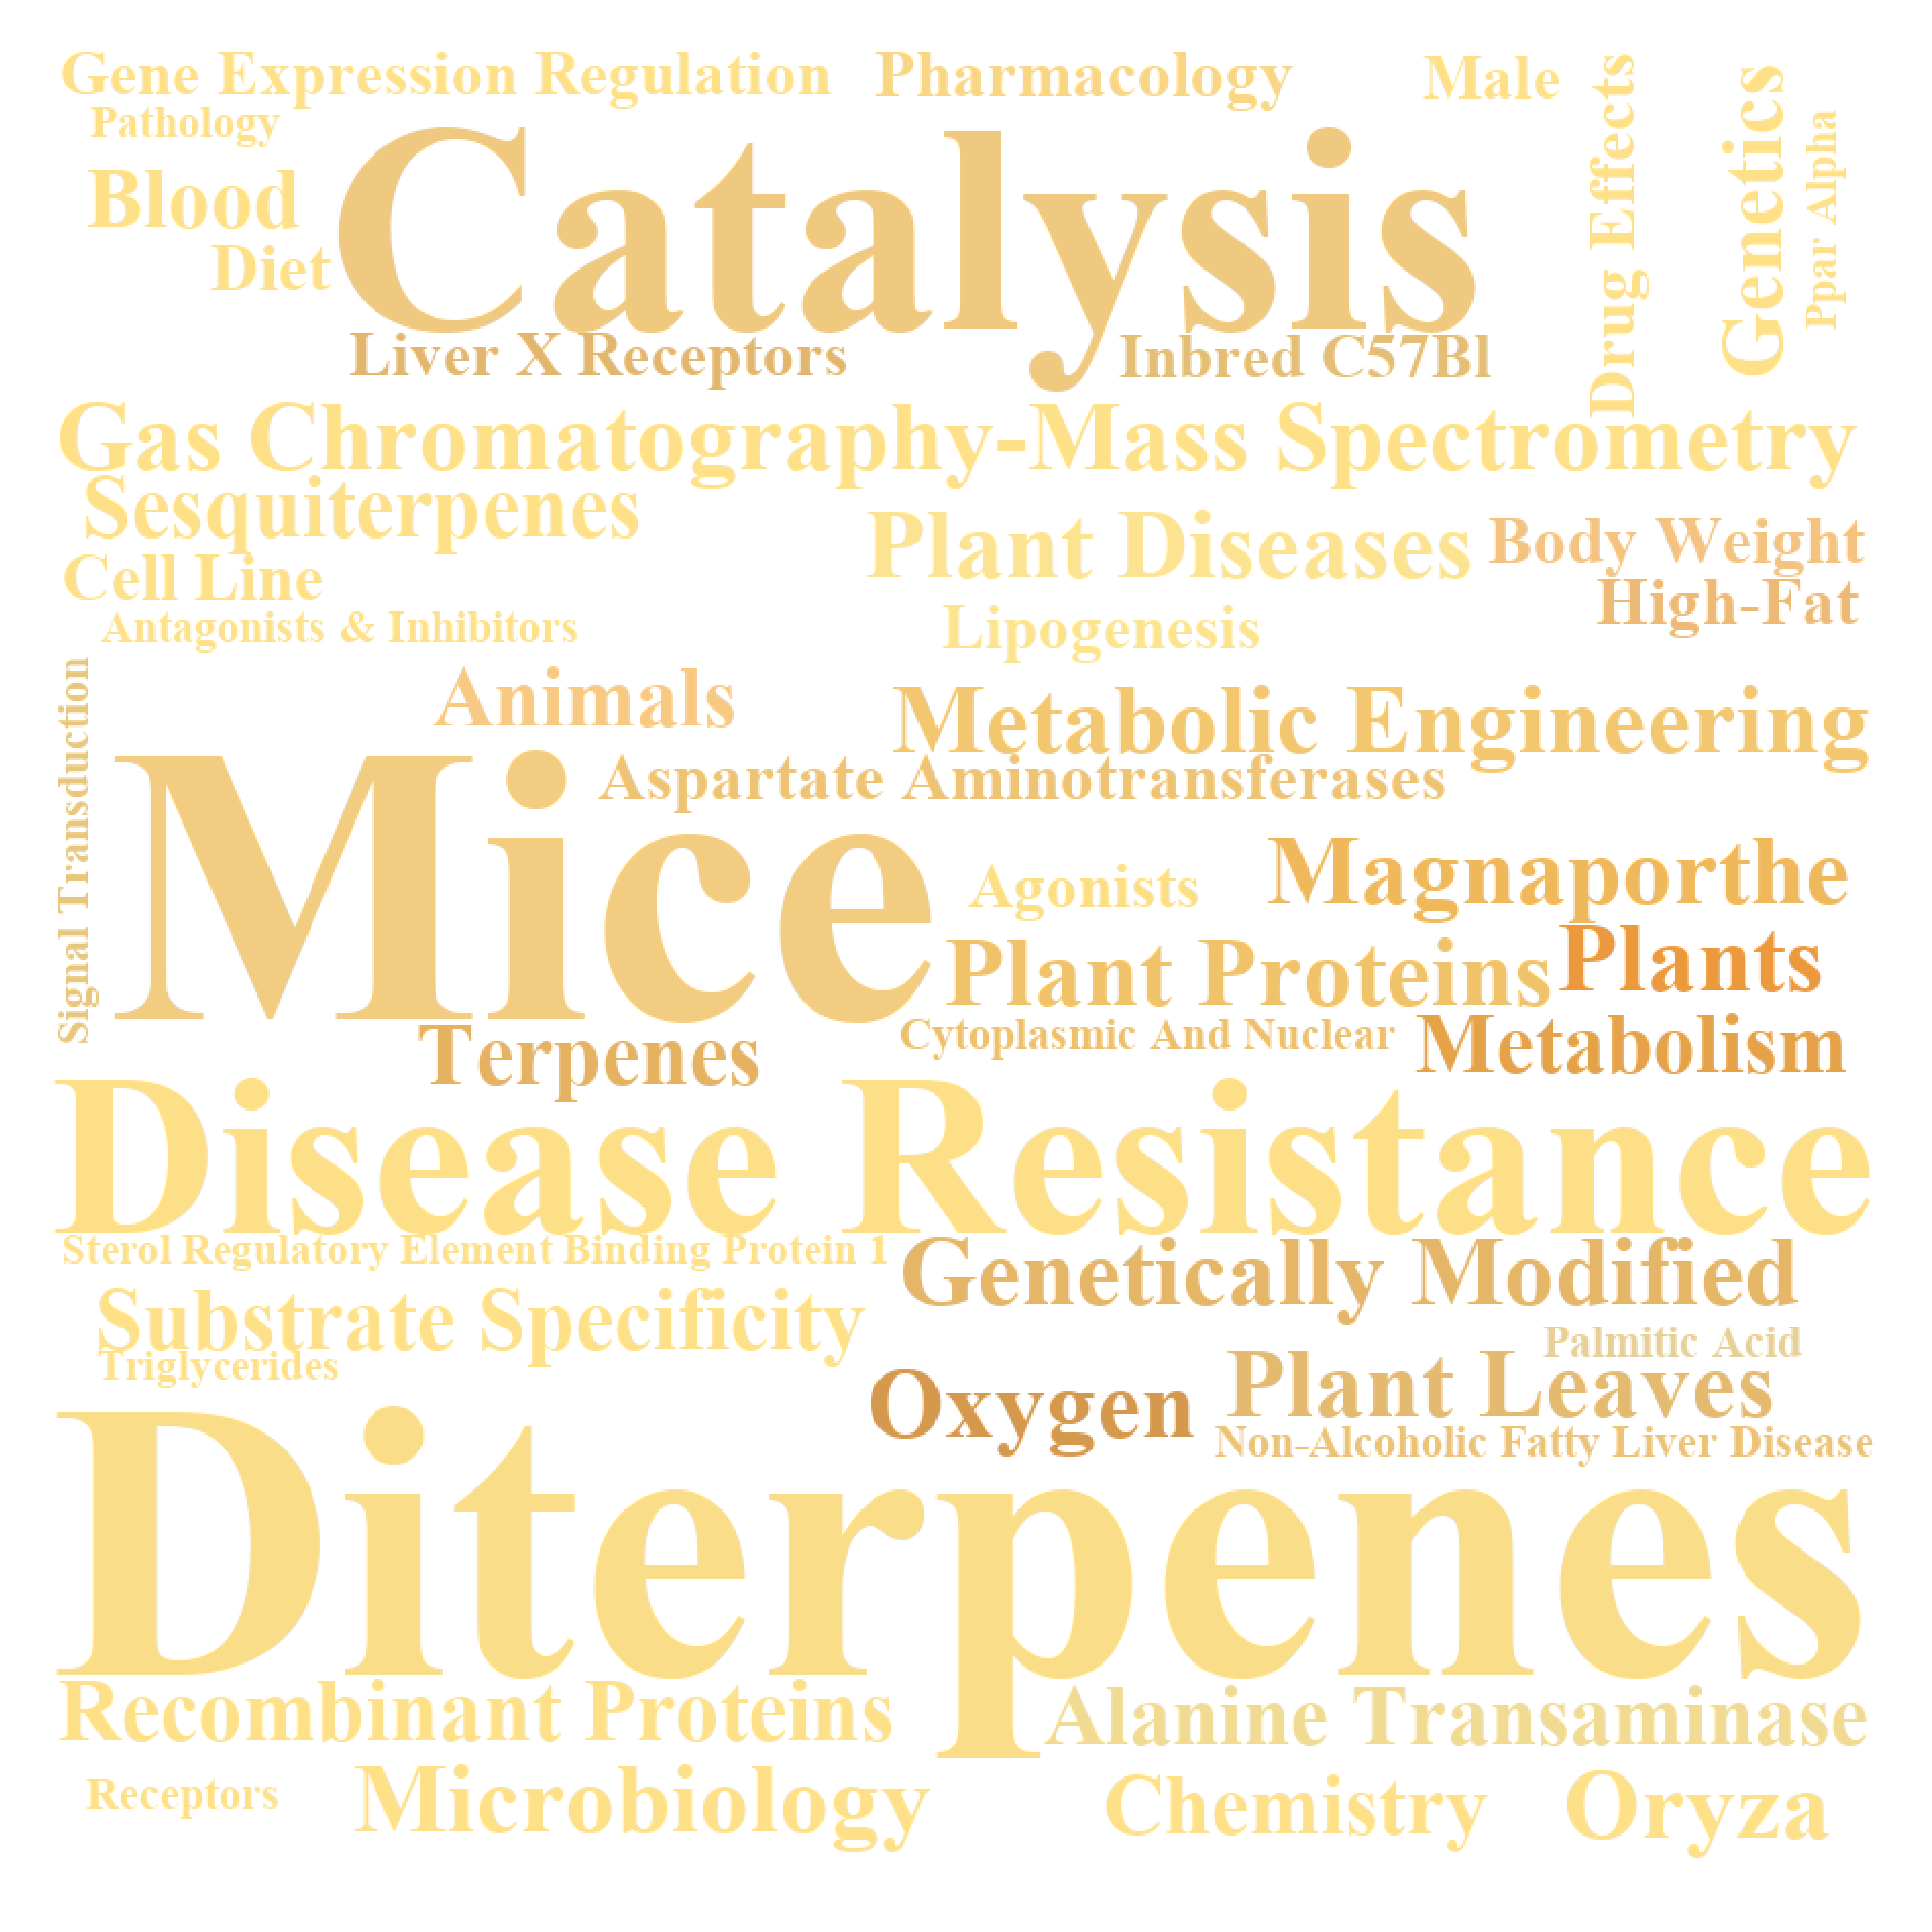 Gene Expression Regulation
Pharmacology
Male
Drug Effects
Genetics
Ppar Alpha
Pathology
Catalysis
Blood
Diet
Liver X Receptors
Inbred C57Bl
Gas Chromatography-Mass Spectrometry
Sesquiterpenes
Plant Diseases
Body Weight
Cell Line
High-Fat
Antagonists & Inhibitors
Lipogenesis
Signal Transduction
Animals
Metabolic Engineering
Mice
Aspartate Aminotransferases
Agonists
Magnaporthe
Plant Proteins
Plants
Terpenes
Cytoplasmic And Nuclear
Metabolism
Disease Resistance
Sterol Regulatory Element Binding Protein 1
Genetically Modified
Substrate Specificity
Palmitic Acid
Triglycerides
Oxygen
Plant Leaves
Non-Alcoholic Fatty Liver Disease
Diterpenes
Recombinant Proteins
Alanine Transaminase
Receptors
Microbiology
Chemistry
Oryza